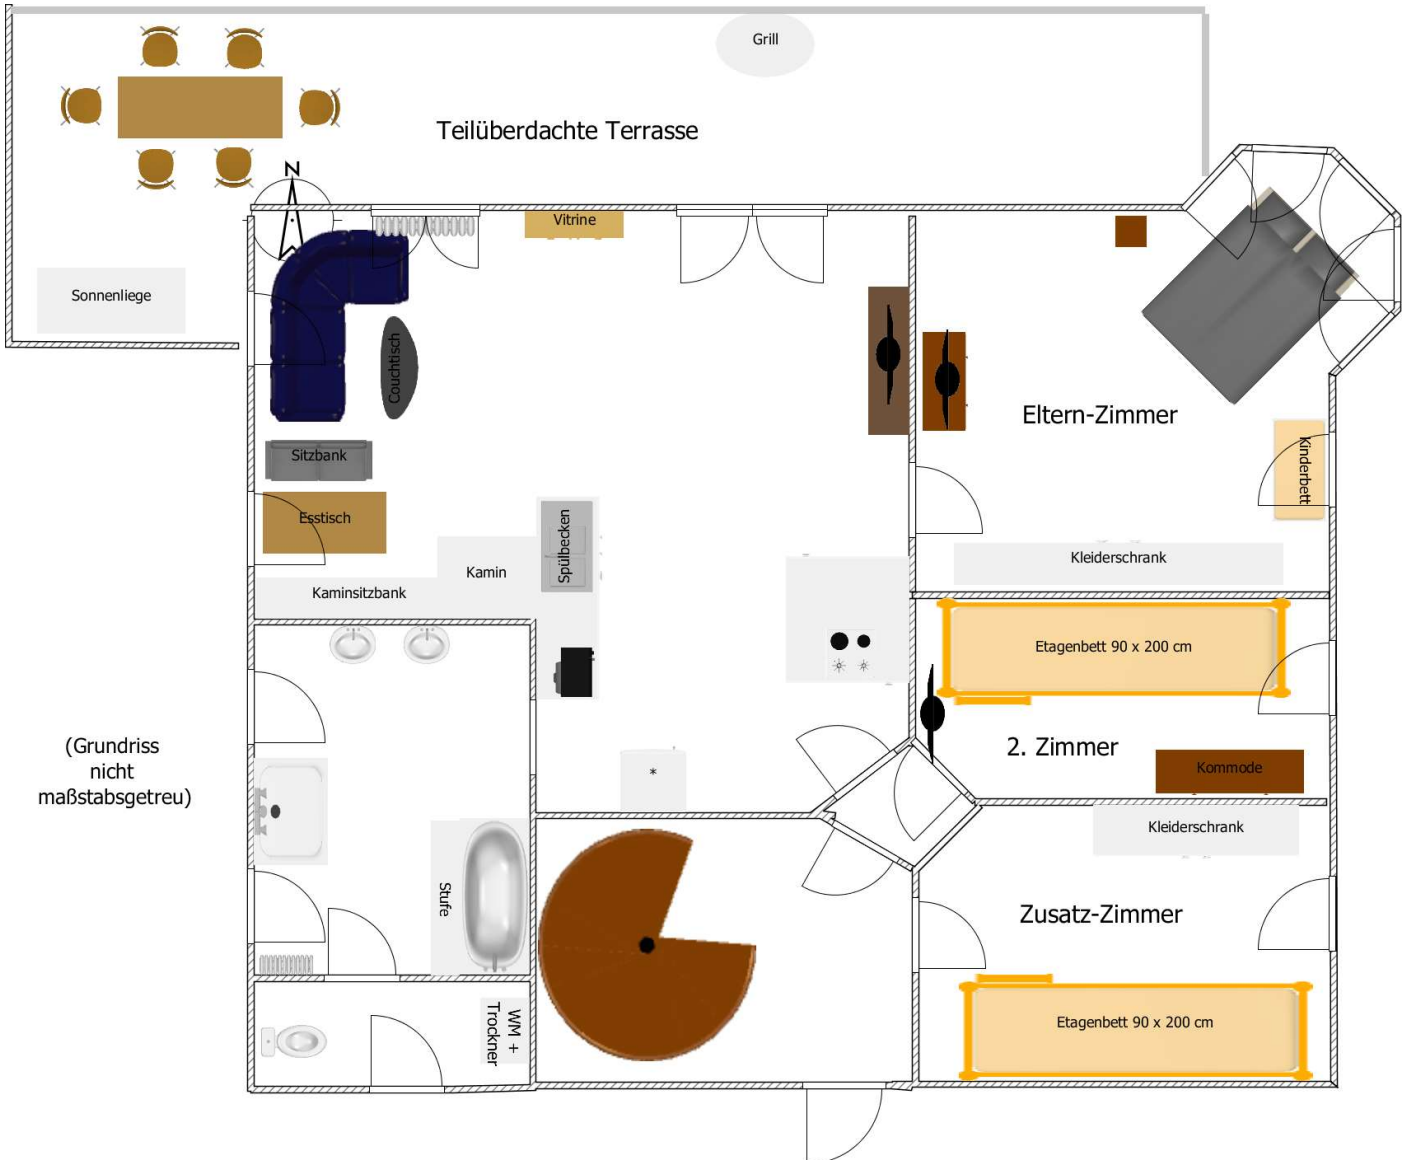 Grill
Teilüberdachte Terrasse
N
Vitrine
Sonnenliege
Couchtisch
Eltern-Zimmer
Sitzbank
Kinderbett
Esstisch
Spülbecken
Kleiderschrank
Kamin
Kaminsitzbank
Etagenbett 90 x 200 cm
(Grundriss
nicht
maßstabsgetreu)
2. Zimmer
*
Kommode
Kleiderschrank
Stufe
Zusatz-Zimmer
WM +
Trockner
Etagenbett 90 x 200 cm